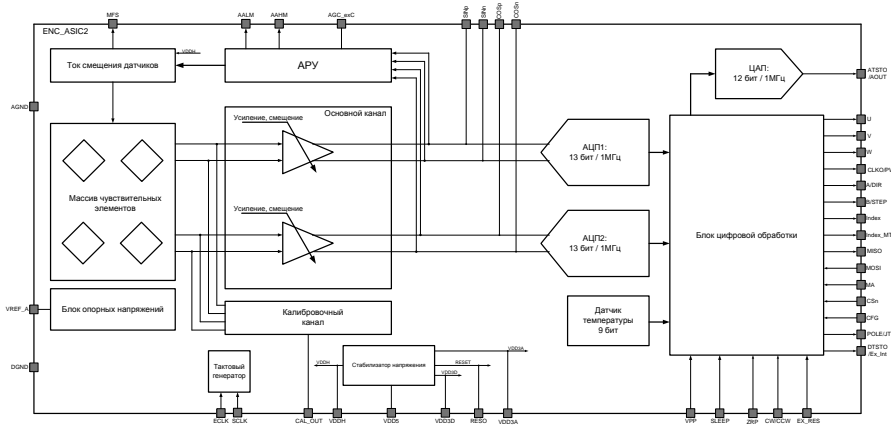 MFS
AALM
AAHM
AGC_exC
SINp
SINn
COSp
COSn
ENC_ASIC2
Ток смещения датчиков
VDDH
АРУ
ЦАП:
12 бит / 1МГц
ATSTO
/AOUT
AGND
Усиление, смещение
Основной канал
АЦП1:
13 бит / 1МГц
Массив чувствительных
элементов
Усиление, смещение
АЦП2:
13 бит / 1МГц
Блок цифровой обработки
U
V
W
CLKO/PW
A/DIR
B/STEP
Index
Index_MT
MISO
MOSI
MA
CSn
CFG
POLE/JT
DTSTO
/Ex_Int
VREF_A
Блок опорных напряжений
Калибровочный
канал
Датчик
температуры
9 бит
DGND
Тактовый
генератор
VDDH
Стабилизатор напряжения
VDD3A
RESET
VDD3D
ECLK
SCLK
CAL_OUT
VDDH
VDD5
VDD3D
RESO
VDD3A
VPP
SLEEP
ZRP
CW/CCW
EX_RES